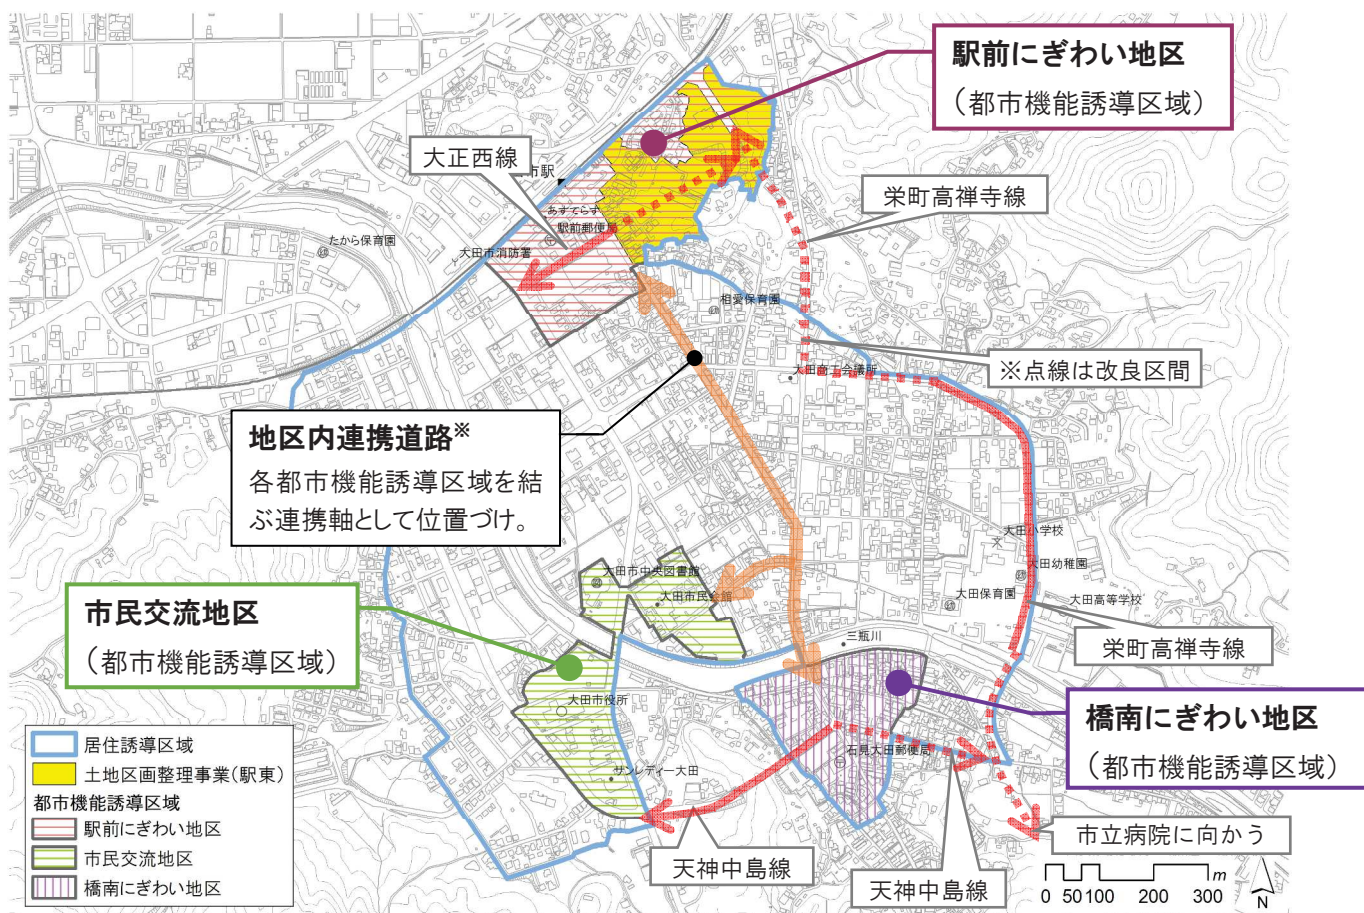 駅前にぎわい地区
（都市機能誘導区域）
大正西線
市駅
栄町高禅寺線
あすてらす
駅前郵便局
たから保育園
大田市消防署
相愛保育園
※点線は改良区間
大田商工会議所
地区内連携道路※
各都市機能誘導区域を結
ぶ連携軸として位置づけ。
大田小学校
大田市中央図書館
大田幼稚園
大田市民会館
大田保育園
大田高等学校
市民交流地区
（都市機能誘導区域）
三瓶川
栄町高禅寺線
大田市役所
橋南にぎわい地区
（都市機能誘導区域）
石見大田郵便局
サンレディー大田
居住誘導区域
土地区画整理事業（駅東）
都市機能誘導区域
駅前にぎわい地区
市民交流地区
橋南にぎわい地区
市立病院に向かう
天神中島線
天神中島線
0 50 100 200 300 m
N